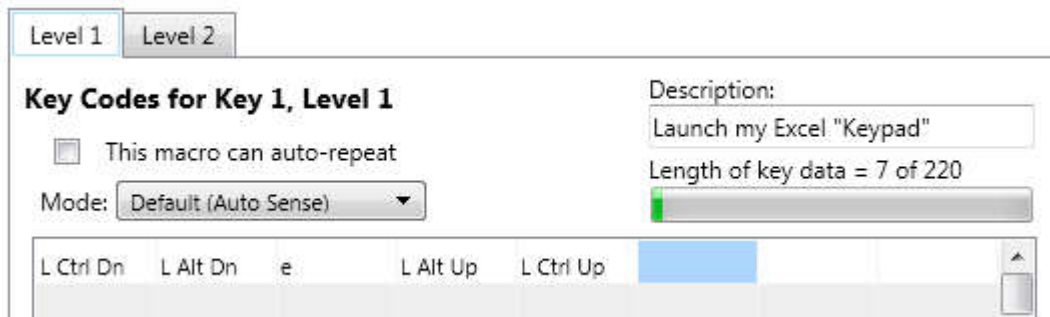 Level 1 Level 2
Key Codes for Key 1, Level 1
Description:
Launch my Excel "Keypad"
This macro can auto-repeat
Length of key data = 7 of 220
Mode: Default (Auto Sense)
L Ctrl Dn L Alt Dn e L Alt Up L Ctrl Up